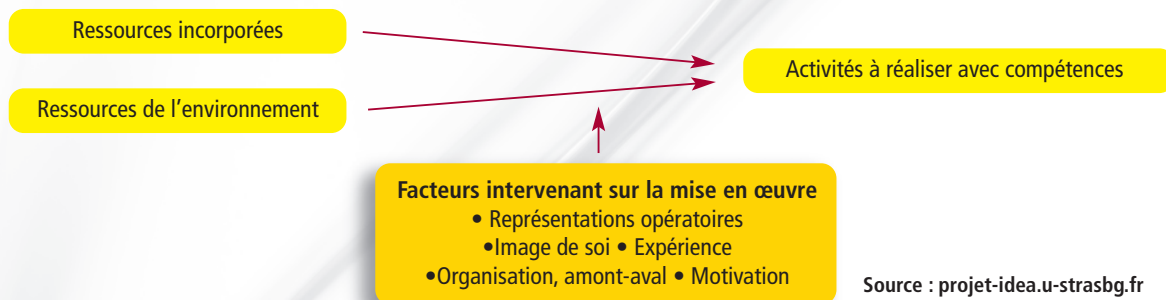 Ressources incorporées
Activités à réaliser avec compétences
Ressources de l'environnement
Facteurs intervenant sur la mise en œuvre
• Représentations opératoires
•Image de soi • Expérience
•Organisation, amont-aval • Motivation
Source : projet-idea.u-strasbg.fr